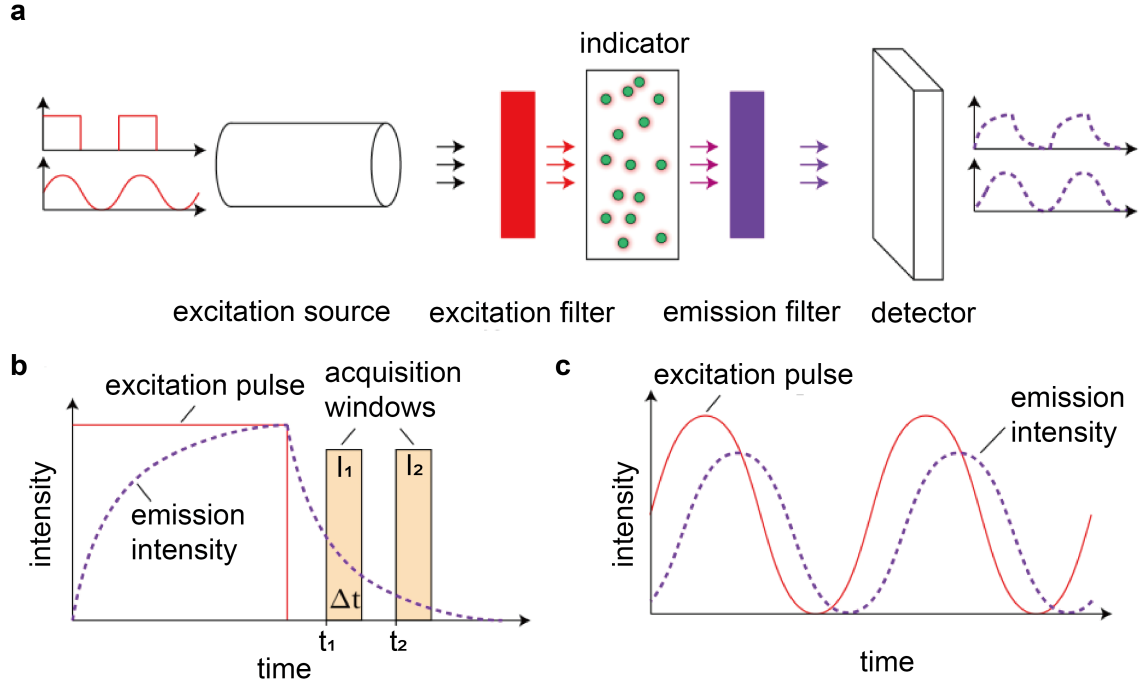 a
indicator
excitation source
excitation filter
emission filter
detector
b
excitation pulse
acquisition
windows
I₁
I₂
emission
intensity
intensity
Δt
t₁
t₂
time
c
excitation pulse
emission
intensity
intensity
time